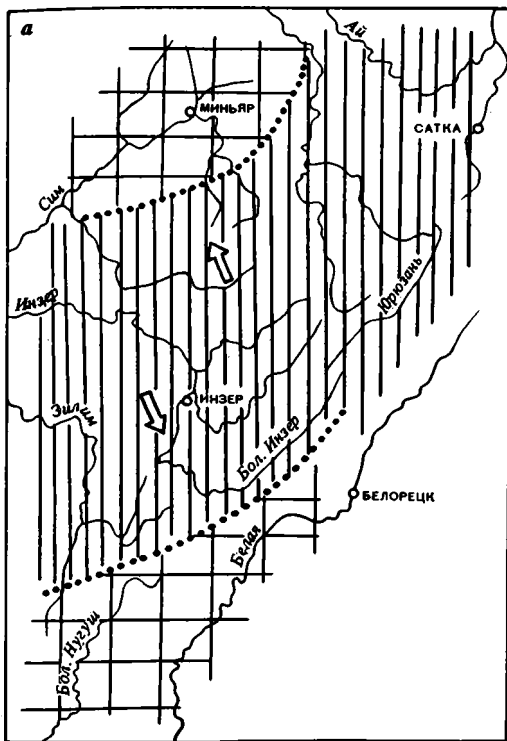 а
Ай
МИНЬЯР
САТКА
Сим
Инзер
Юрюзань
Зилим
ИНЗЕР
Бол. Инзер
БЕЛОРЕЦК
Белая
Бол. Нугуш